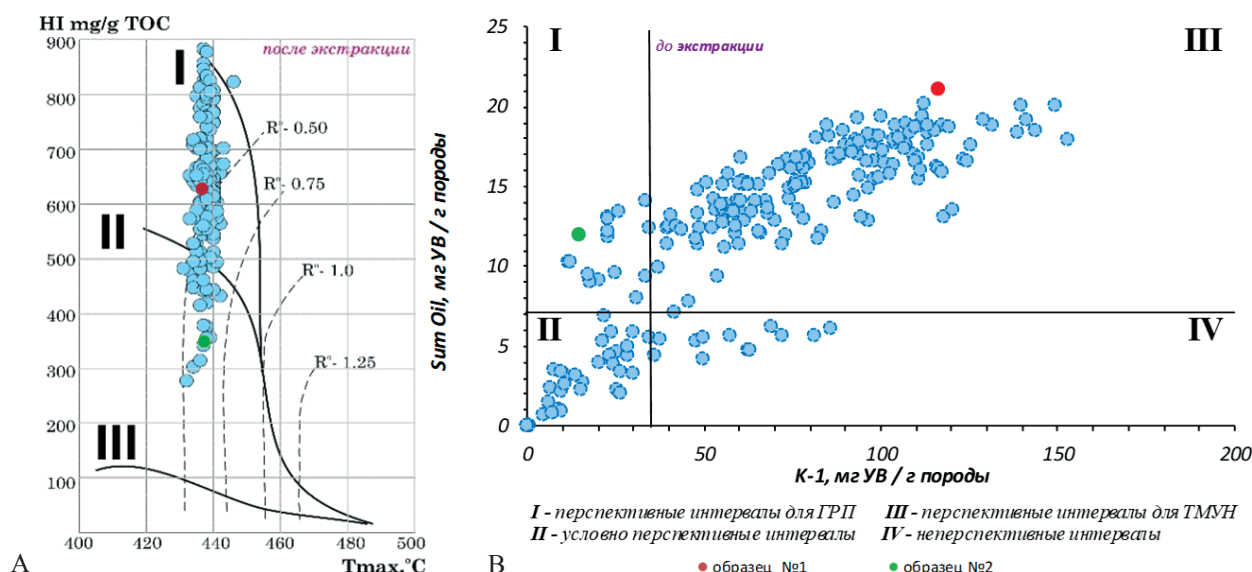 HI mg/g TOC
900
после экстракции
I
800
R°- 0.50
700
R°- 0.75
600
II
500
R°- 1.0
400
R°- 1.25
300
200
III
100
400 420 440 460 480 500
Tmax.°C
A
B
25
I
до экстракции
III
20
15
10
II
IV
5
0
Sum Oil, мг УВ / г породы
0 50 100 150 200
K-1, мг УВ / г породы
I - перспективные интервалы для ГРП
III - перспективные интервалы для ТМУН
II - условно перспективные интервалы
IV - неперспективные интервалы
образец №1
образец №2